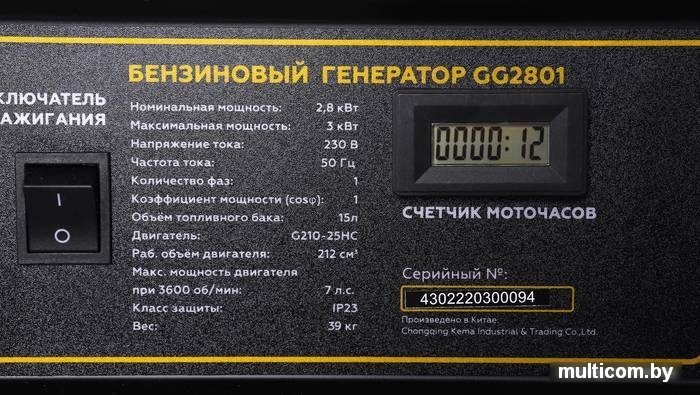 БЕНЗИНОВЫЙ ГЕНЕРАТОР GG2801
КЛЮЧАТЕЛЬ
АЖИГАНИЯ
I
O
Номинальная мощность: 2,8 кВт
Максимальная мощность: 3 кВт
Напряжение тока: 230 В
Частота тока: 50 Гц
Количество фаз: 1
Коэффициент мощности (cosφ): 1
Объём топливного бака: 15л
Двигатель: G210-25HC
Раб. объём двигателя: 212 см³
Макс. мощность двигателя
при 3600 об/мин: 7 л.с.
Класс защиты: IP23
Вес: 39 кг
0000:12
СЧЕТЧИК МОТОЧАСОВ
Серийный №:
4302220300094
Произведено в Китае.
Chongqing Kema Industrial & Trading Co.,Ltd.
multicom.by